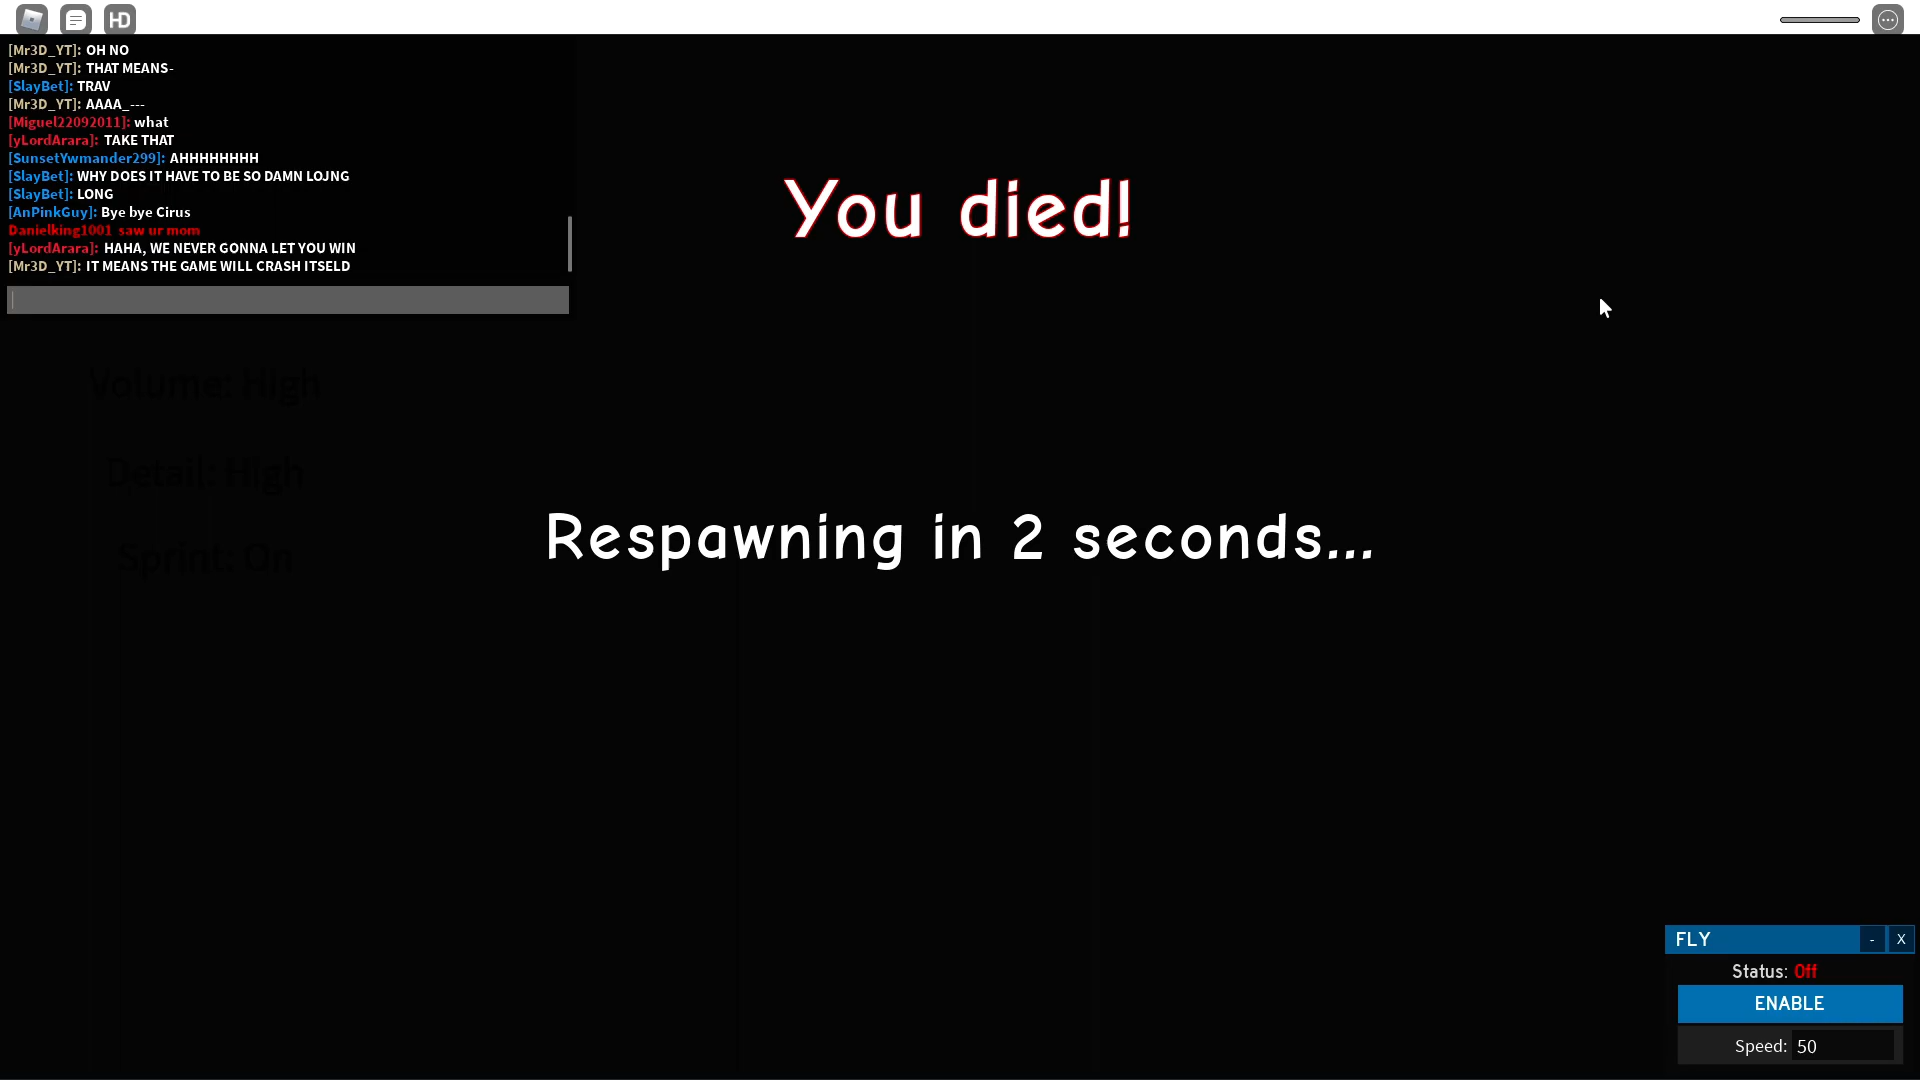 HD
[Mr3D_YT]: OH NO
[Mr3D_YT]: THAT MEANS-
[SlayBet]: TRAV
[Mr3D_YT]: AAAA_---
[Miguel22092011]: what
[yLordArara]: TAKE THAT
[SunsetYwmander299]: AHHHHHHHH
[SlayBet]: WHY DOES IT HAVE TO BE SO DAMN LOJNG
[SlayBet]: LONG
[AnPinkGuy]: Bye bye Cirus
Danielking1001 saw ur mom
[yLordArara]: HAHA, WE NEVER GONNA LET YOU WIN
[Mr3D_YT]: IT MEANS THE GAME WILL CRASH ITSELD
You died!
Volume: High
Detail: High
Sprint: On
Respawning in 2 seconds...
FLY - X
Status: Off
ENABLE
Speed: 50